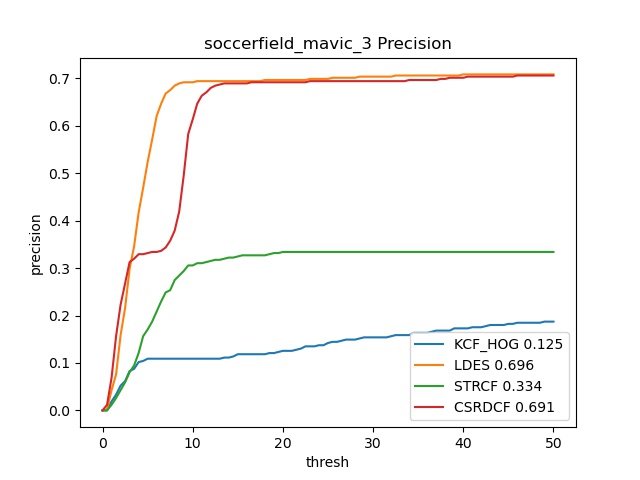 soccerfield_mavic_3 Precision
precision
0.7
0.6
0.5
0.4
0.3
0.2
0.1
0.0
0 10 20 30 40 50
thresh
KCF_HOG 0.125
LDES 0.696
STRCF 0.334
CSRDCF 0.691